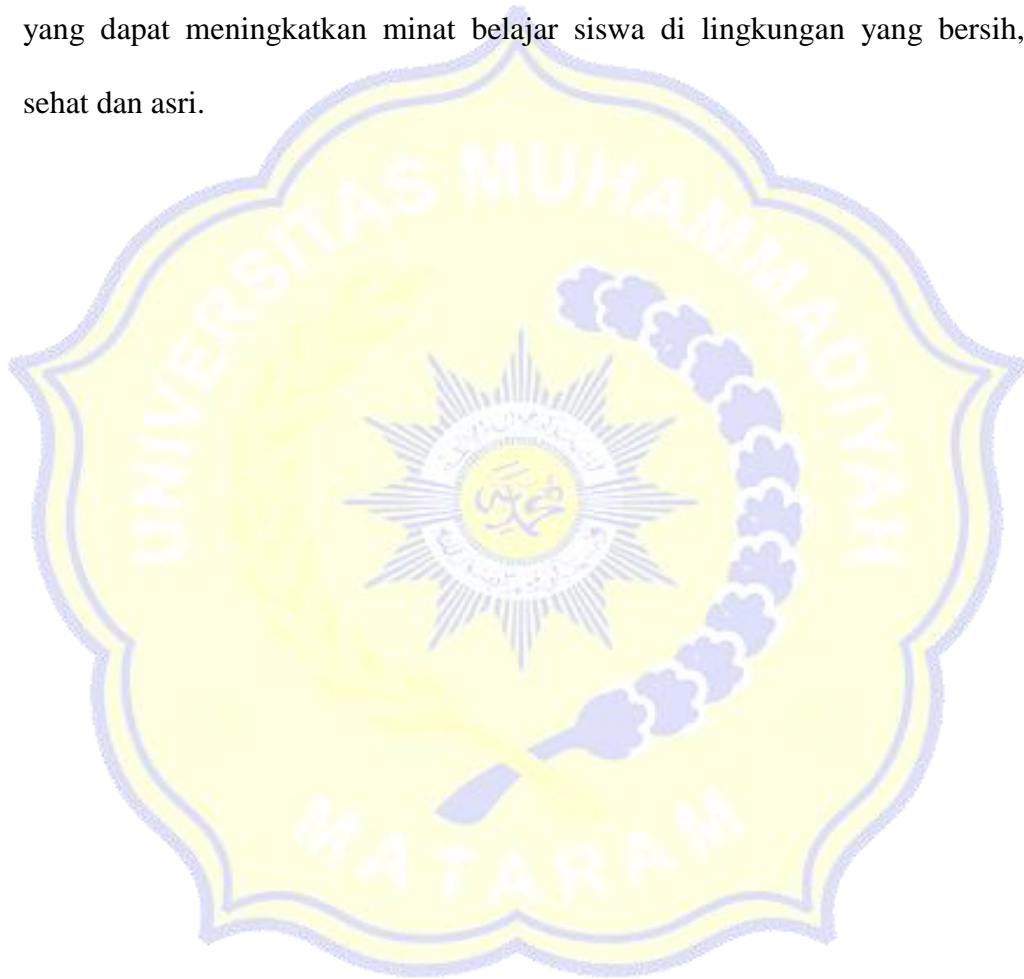 yang dapat meningkatkan minat belajar siswa di lingkungan yang bersih,
sehat dan asri.
UNIVERSITAS MUHAMMADIYAH
MATARAM